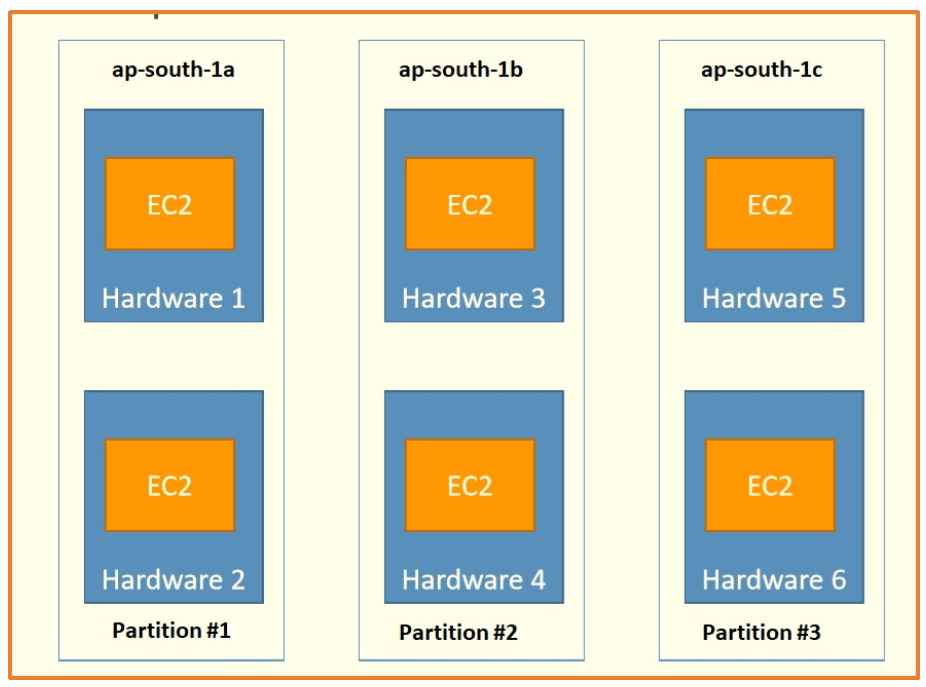 ap-south-1a
EC2
Hardware 1
EC2
Hardware 2
Partition #1
ap-south-1b
EC2
Hardware 3
EC2
Hardware 4
Partition #2
ap-south-1c
EC2
Hardware 5
EC2
Hardware 6
Partition #3